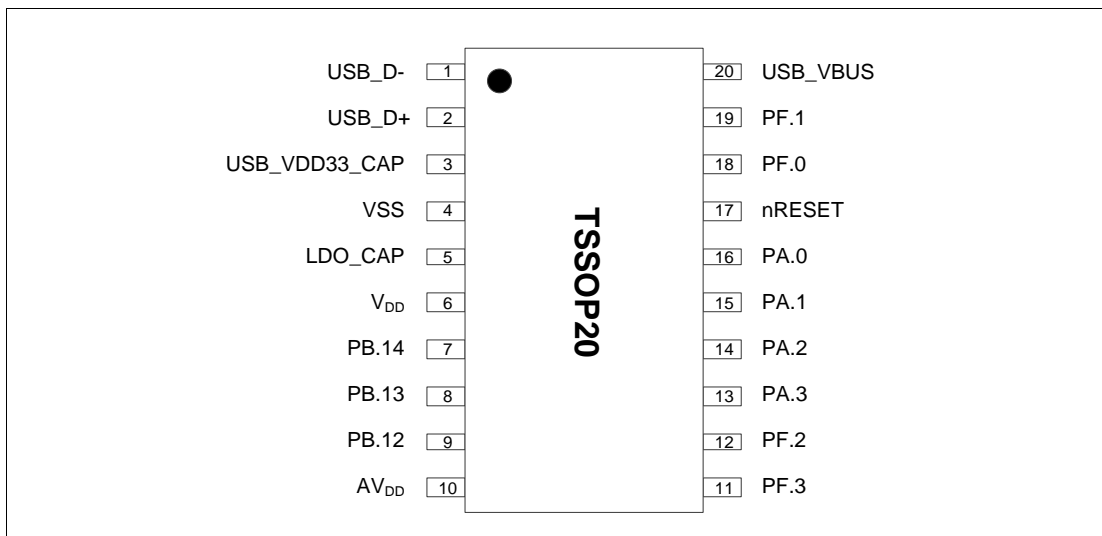 USB_D- 1 20 USB_VBUS
USB_D+ 2 19 PF.1
USB_VDD33_CAP 3 18 PF.0
VSS 4 17 nRESET
LDO_CAP 5 16 PA.0
VDD 6 15 PA.1
PB.14 7 14 PA.2
PB.13 8 13 PA.3
PB.12 9 12 PF.2
AVDD 10 11 PF.3
TSSOP20